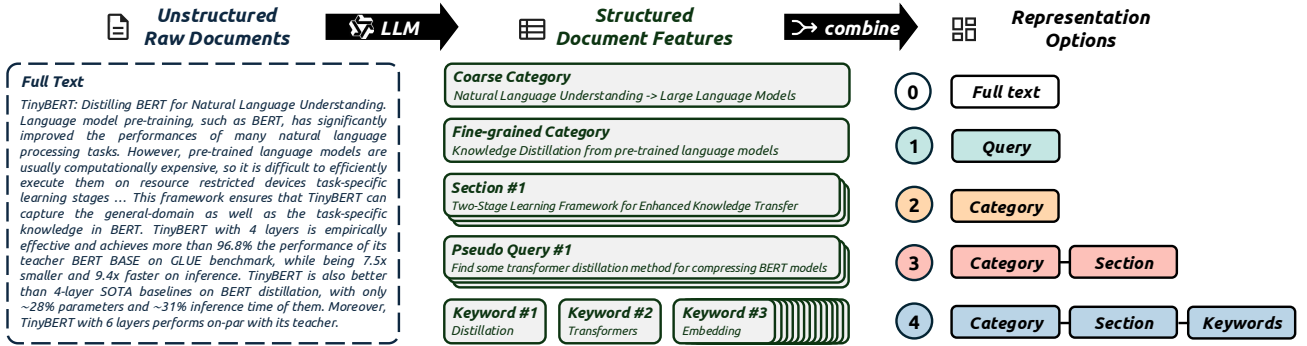 Unstructured
Raw Documents
LLM
Structured
Document Features
combine
Representation
Options
Full Text
TinyBERT: Distilling BERT for Natural Language Understanding.
Language model pre-training, such as BERT, has significantly
improved the performances of many natural language
processing tasks. However, pre-trained language models are
usually computationally expensive, so it is difficult to efficiently
execute them on resource restricted devices task-specific
learning stages ... This framework ensures that TinyBERT can
capture the general-domain as well as the task-specific
knowledge in BERT. TinyBERT with 4 layers is empirically
effective and achieves more than 96.8% the performance of its
teacher BERT BASE on GLUE benchmark, while being 7.5x
smaller and 9.4x faster on inference. TinyBERT is also better
than 4-layer SOTA baselines on BERT distillation, with only
~28% parameters and ~31% inference time of them. Moreover,
TinyBERT with 6 layers performs on-par with its teacher.
Coarse Category
Natural Language Understanding -> Large Language Models
Fine-grained Category
Knowledge Distillation from pre-trained language models
Section #1
Two-Stage Learning Framework for Enhanced Knowledge Transfer
Pseudo Query #1
Find some transformer distillation method for compressing BERT models
Keyword #1
Distillation
Keyword #2
Transformers
Keyword #3
Embedding
0 Full text
1 Query
2 Category
3 Category Section
4 Category Section Keywords